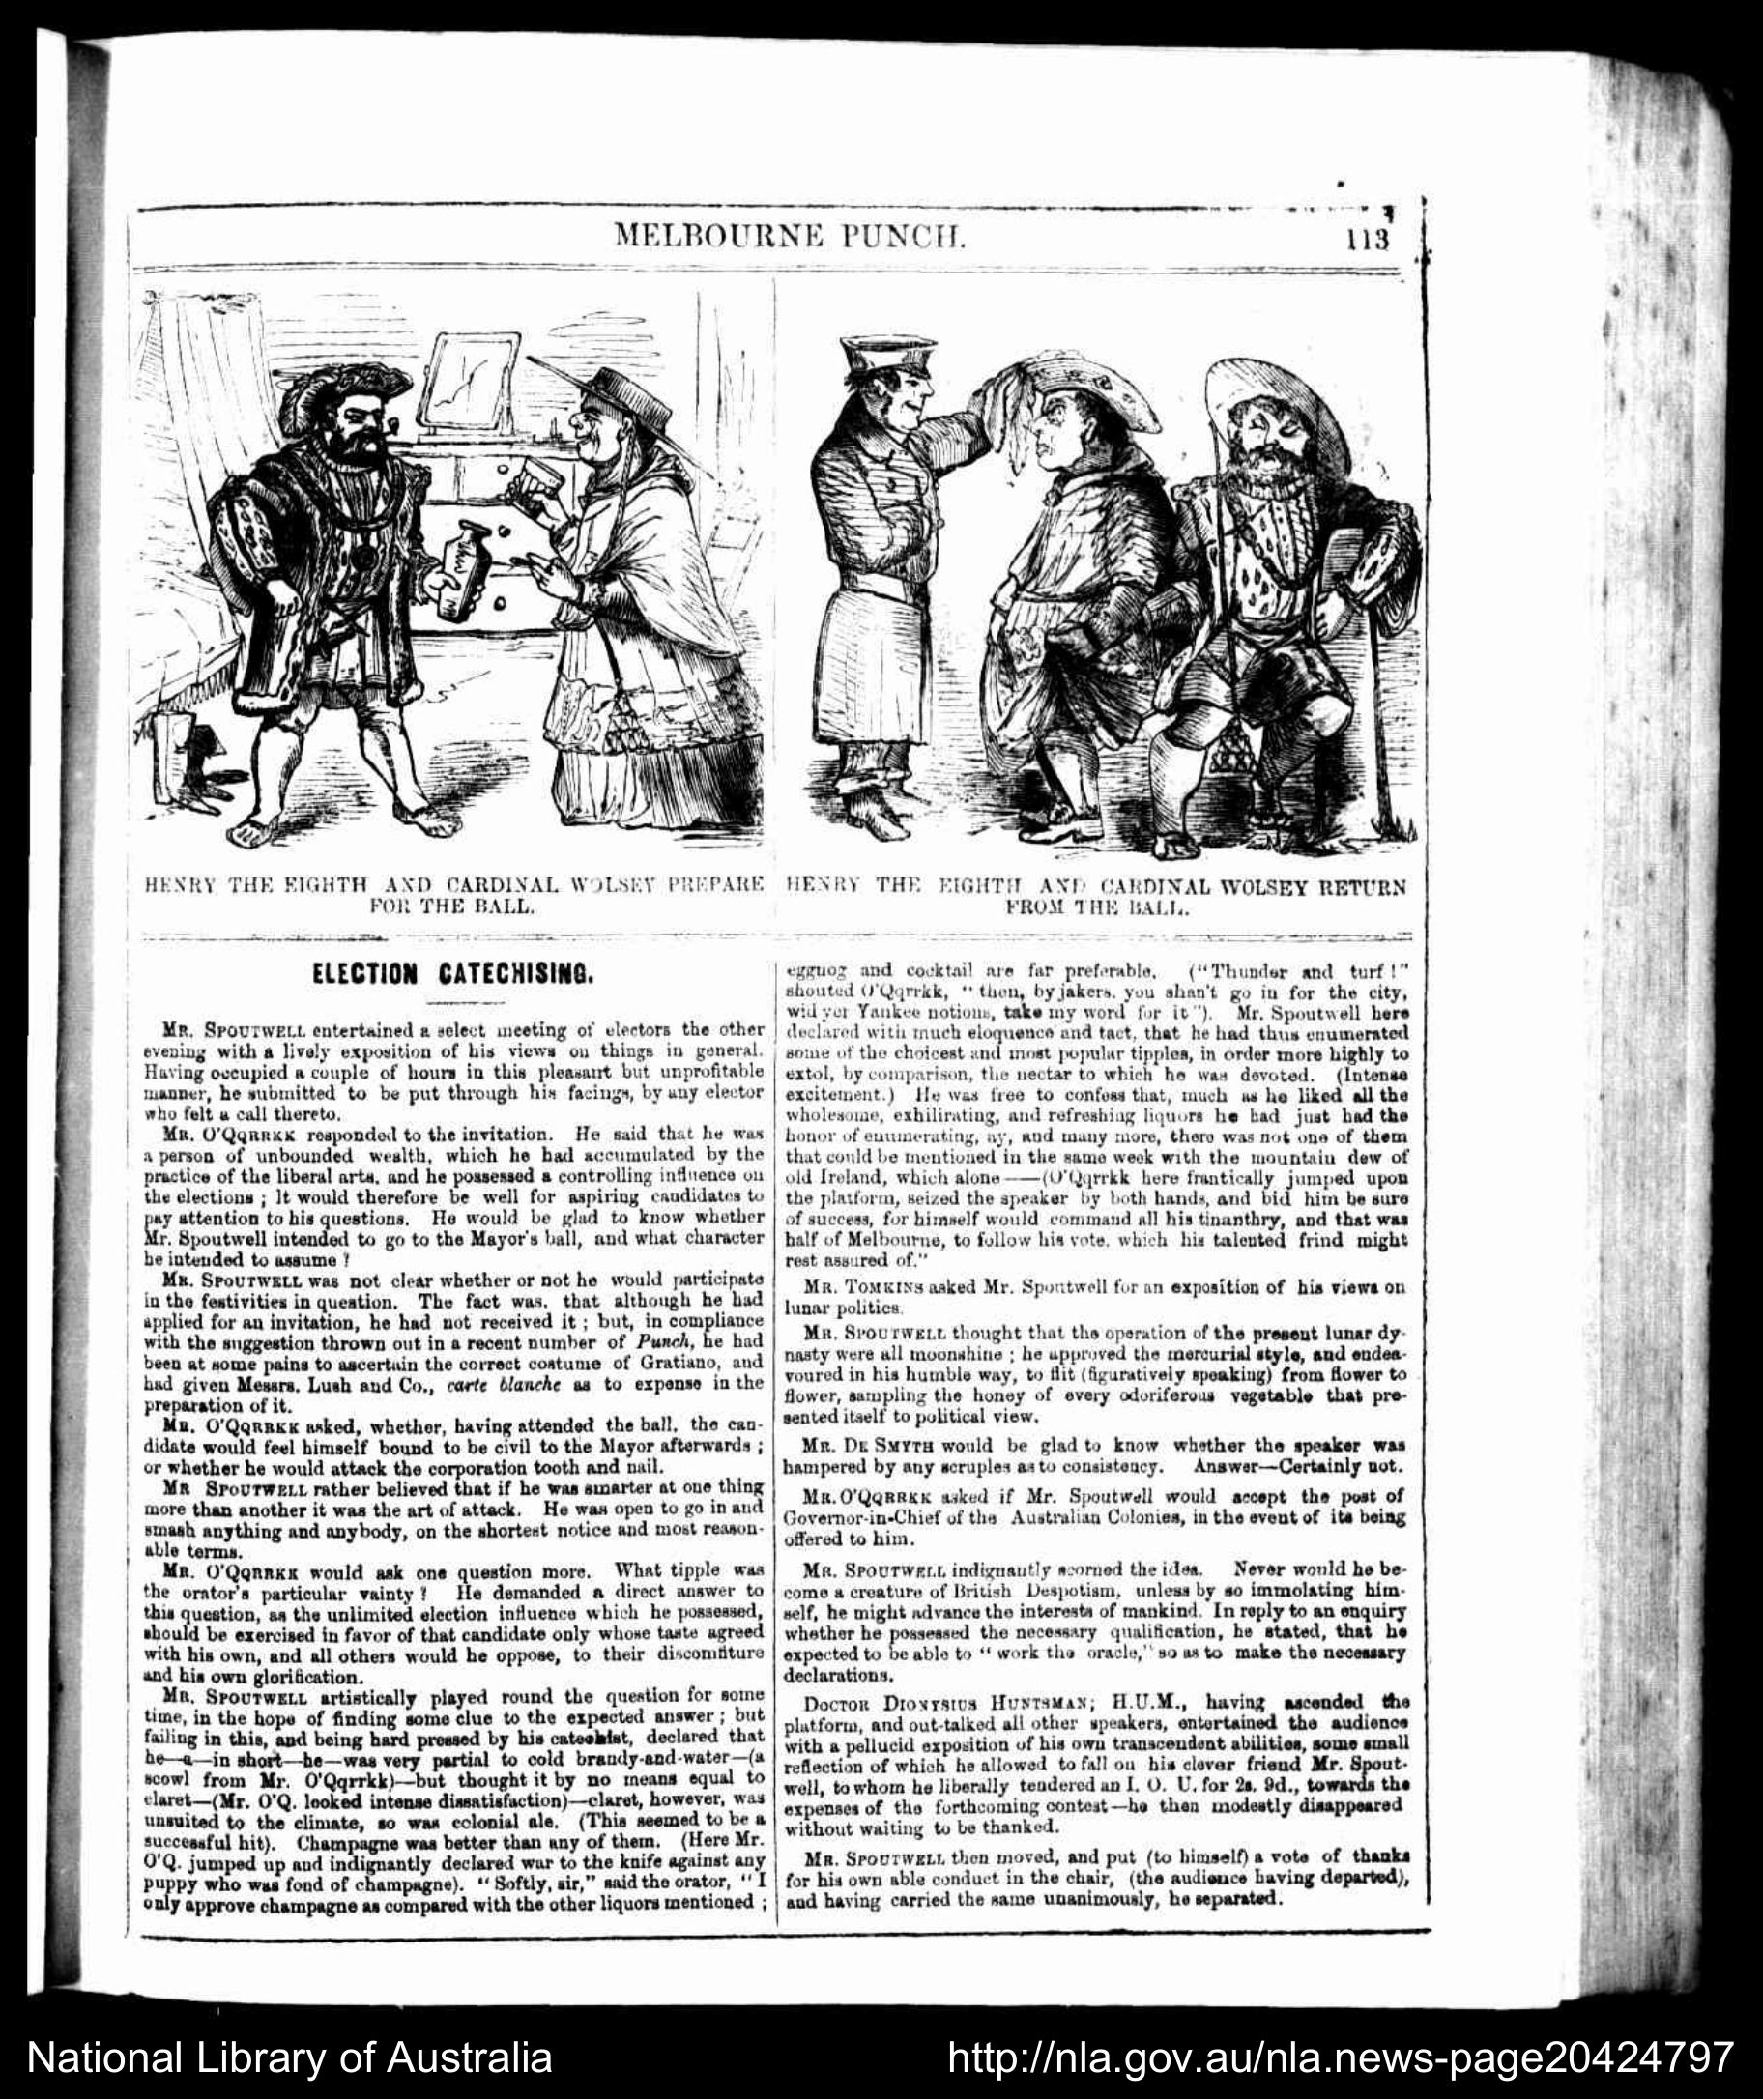 MELBOURNE PUNCH.
113
HENRY THE EIGHTH AND CARDINAL WOLSEY PREPARE
FOR THE BALL.
HENRY THE EIGHTH AND CARDINAL WOLSEY RETURN
FROM THE BALL.
ELECTION CATECHISING.
MR. SPOUTWELL entertained a select meeting of electors the other
evening with a lively exposition of his views on things in general.
Having occupied a couple of hours in this pleasant but unprofitable
manner, he submitted to be put through his facings, by any elector
who felt a call thereto.
MR. O'QQRRKK responded to the invitation. He said that he was
a person of unbounded wealth, which he had accumulated by the
practice of the liberal arts, and he possessed a controlling influence on
the elections ; It would therefore be well for aspiring candidates to
pay attention to his questions. He would be glad to know whether
Mr. Spoutwell intended to go to the Mayor's ball, and what character
he intended to assume ?
MR. SPOUTWELL was not clear whether or not he would participate
in the festivities in question. The fact was, that although he had
applied for an invitation, he had not received it ; but, in compliance
with the suggestion thrown out in a recent number of Punch, he had
been at some pains to ascertain the correct costume of Gratiano, and
had given Messrs. Lush and Co., carte blanche as to expense in the
preparation of it.
MR. O'QQRRKK asked, whether, having attended the ball, the can-
didate would feel himself bound to be civil to the Mayor afterwards ;
or whether he would attack the corporation tooth and nail.
MR SPOUTWELL rather believed that if he was smarter at one thing
more than another it was the art of attack. He was open to go in and
smash anything and anybody, on the shortest notice and most reason-
able terms.
MR. O'QQRRKK would ask one question more. What tipple was
the orator's particular vainty ? He demanded a direct answer to
this question, as the unlimited election influence which he possessed,
should be exercised in favor of that candidate only whose taste agreed
with his own, and all others would he oppose, to their discomfiture
and his own glorification.
MR. SPOUTWELL artistically played round the question for some
time, in the hope of finding some clue to the expected answer ; but
failing in this, and being hard pressed by his catechist, declared that
he—a—in short—he—was very partial to cold brandy-and-water—(a
scowl from Mr. O'Qqrrkk)—but thought it by no means equal to
claret—(Mr. O'Q. looked intense dissatisfaction)—claret, however, was
unsuited to the climate, so was colonial ale. (This seemed to be a
successful hit). Champagne was better than any of them. (Here Mr.
O'Q. jumped up and indignantly declared war to the knife against any
puppy who was fond of champagne). " Softly, sir," said the orator, " I
only approve champagne as compared with the other liquors mentioned ;
eggnog and cocktail are far preferable. ("Thunder and turf !"
shouted O'Qqrrkk, " then, by jakers, you shan't go in for the city,
wid yer Yankee notions, take my word for it "). Mr. Spoutwell here
declared with much eloquence and tact, that he had thus enumerated
some of the choicest and most popular tipples, in order more highly to
extol, by comparison, the nectar to which he was devoted. (Intense
excitement.) He was free to confess that, much as he liked all the
wholesome, exhilirating, and refreshing liquors he had just had the
honor of enumerating, ay, and many more, there was not one of them
that could be mentioned in the same week with the mountain dew of
old Ireland, which alone——(O'Qqrrkk here frantically jumped upon
the platform, seized the speaker by both hands, and bid him be sure
of success, for himself would command all his tinanthry, and that was
half of Melbourne, to follow his vote, which his talented frind might
rest assured of."
MR. TOMKINS asked Mr. Spoutwell for an exposition of his views on
lunar politics.
MR. SPOUTWELL thought that the operation of the present lunar dy-
nasty were all moonshine ; he approved the mercurial style, and endea-
voured in his humble way, to flit (figuratively speaking) from flower to
flower, sampling the honey of every odoriferous vegetable that pre-
sented itself to political view.
MR. DE SMYTH would be glad to know whether the speaker was
hampered by any scruples as to consistency. Answer—Certainly not.
MR. O'QQRRKK asked if Mr. Spoutwell would accept the post of
Governor-in-Chief of the Australian Colonies, in the event of its being
offered to him.
MR. SPOUTWELL indignantly scorned the idea. Never would he be-
come a creature of British Despotism, unless by so immolating him-
self, he might advance the interests of mankind. In reply to an enquiry
whether he possessed the necessary qualification, he stated, that he
expected to be able to " work the oracle," so as to make the necessary
declarations.
DOCTOR DIONYSIUS HUNTSMAN; H.U.M., having ascended the
platform, and out-talked all other speakers, entertained the audience
with a pellucid exposition of his own transcendent abilities, some small
reflection of which he allowed to fall on his clever friend Mr. Spout-
well, to whom he liberally tendered an I. O. U. for 2s. 9d., towards the
expenses of the forthcoming contest—he then modestly disappeared
without waiting to be thanked.
MR. SPOUTWELL then moved, and put (to himself) a vote of thanks
for his own able conduct in the chair, (the audience having departed),
and having carried the same unanimously, he separated.
National Library of Australia
http://nla.gov.au/nla.news-page20424797